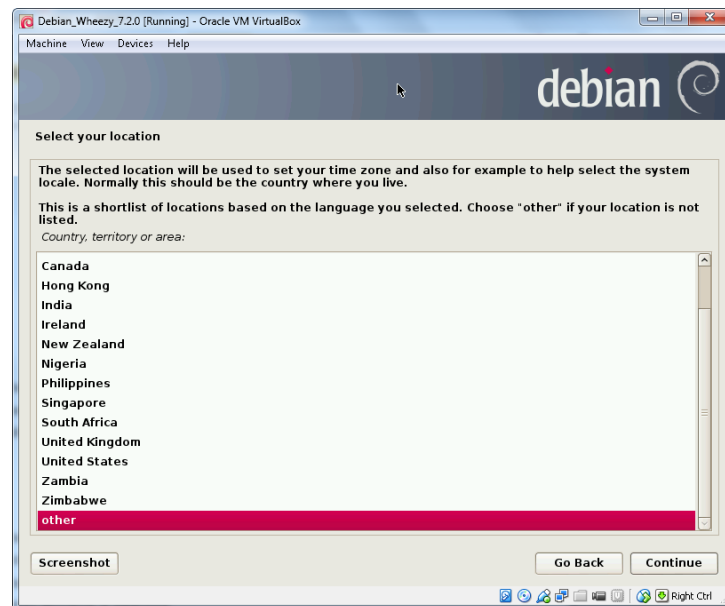 Debian_Wheezy_7.2.0 [Running] - Oracle VM VirtualBox
Machine View Devices Help
debian
Select your location
The selected location will be used to set your time zone and also for example to help select the system
locale. Normally this should be the country where you live.
This is a shortlist of locations based on the language you selected. Choose "other" if your location is not
listed.
Country, territory or area:
Canada
Hong Kong
India
Ireland
New Zealand
Nigeria
Philippines
Singapore
South Africa
United Kingdom
United States
Zambia
Zimbabwe
other
Screenshot Go Back Continue
Right Ctrl